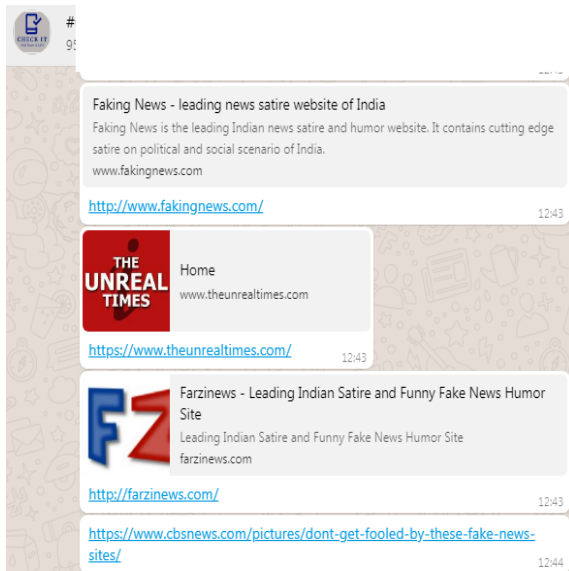 CHECK IT
#
95
Faking News - leading news satire website of India
Faking News is the leading Indian news satire and humor website. It contains cutting edge
satire on political and social scenario of India.
www.fakingnews.com
http://www.fakingnews.com/
12:43
THE
UNREAL
TIMES
Home
www.theunrealtimes.com
https://www.theunrealtimes.com/
12:43
FZ
Farzinews - Leading Indian Satire and Funny Fake News Humor
Site
Leading Indian Satire and Funny Fake News Humor Site
farzinews.com
http://farzinews.com/
12:43
https://www.cbsnews.com/pictures/dont-get-fooled-by-these-fake-news-
sites/
12:44